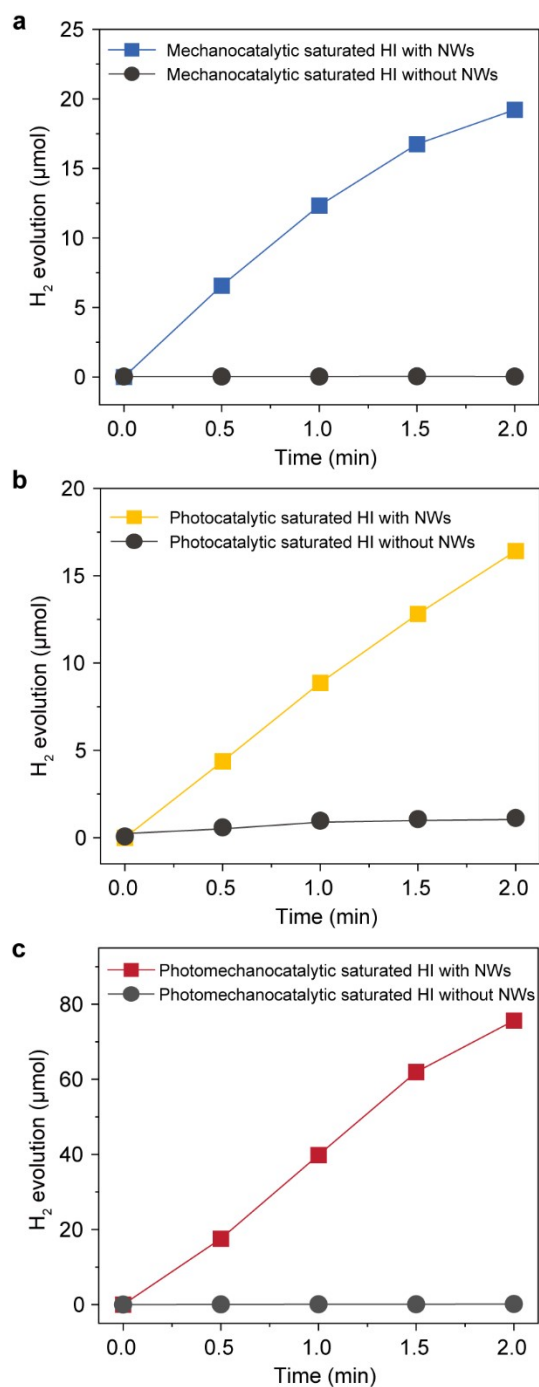 a
25
Mechanocatalytic saturated HI with NWs
Mechanocatalytic saturated HI without NWs
20
15
10
5
0
H₂ evolution (μmol)
0.0 0.5 1.0 1.5 2.0
Time (min)
b
20
Photocatalytic saturated HI with NWs
Photocatalytic saturated HI without NWs
15
10
5
0
H₂ evolution (μmol)
0.0 0.5 1.0 1.5 2.0
Time (min)
c
Photomechanocatalytic saturated HI with NWs
Photomechanocatalytic saturated HI without NWs
80
60
40
20
0
H₂ evolution (μmol)
0.0 0.5 1.0 1.5 2.0
Time (min)